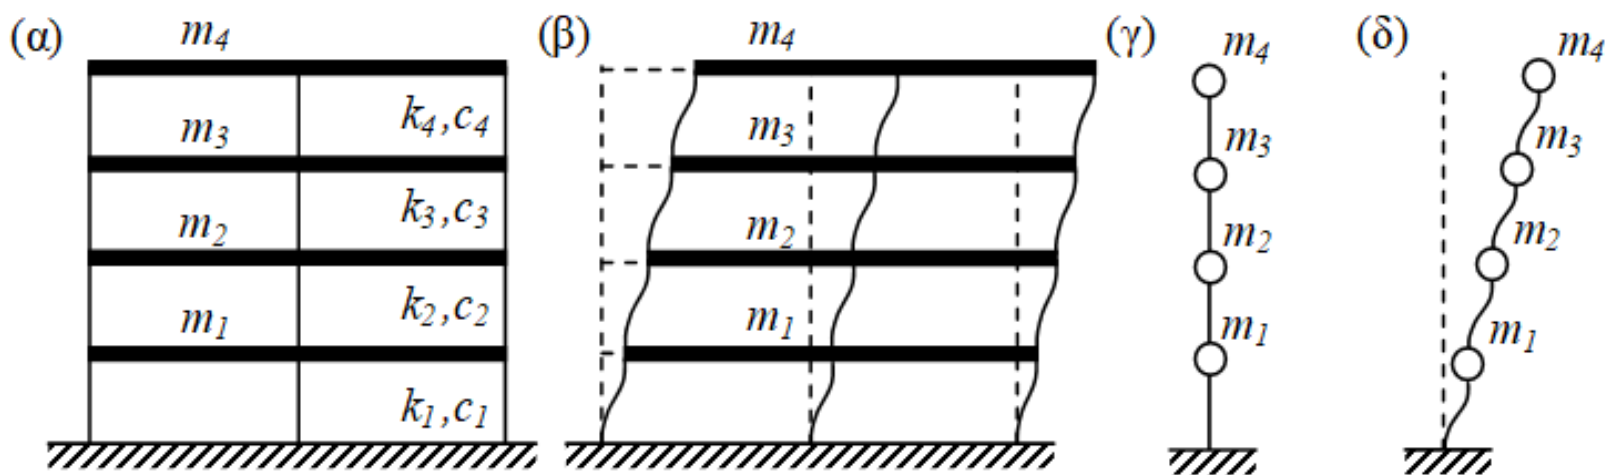 (α)
m4
m3
k4,c4
m2
k3,c3
m1
k2,c2
k1,c1
(β)
m4
m3
m2
m1
(γ)
m4
m3
m2
m1
(δ)
m4
m3
m2
m1